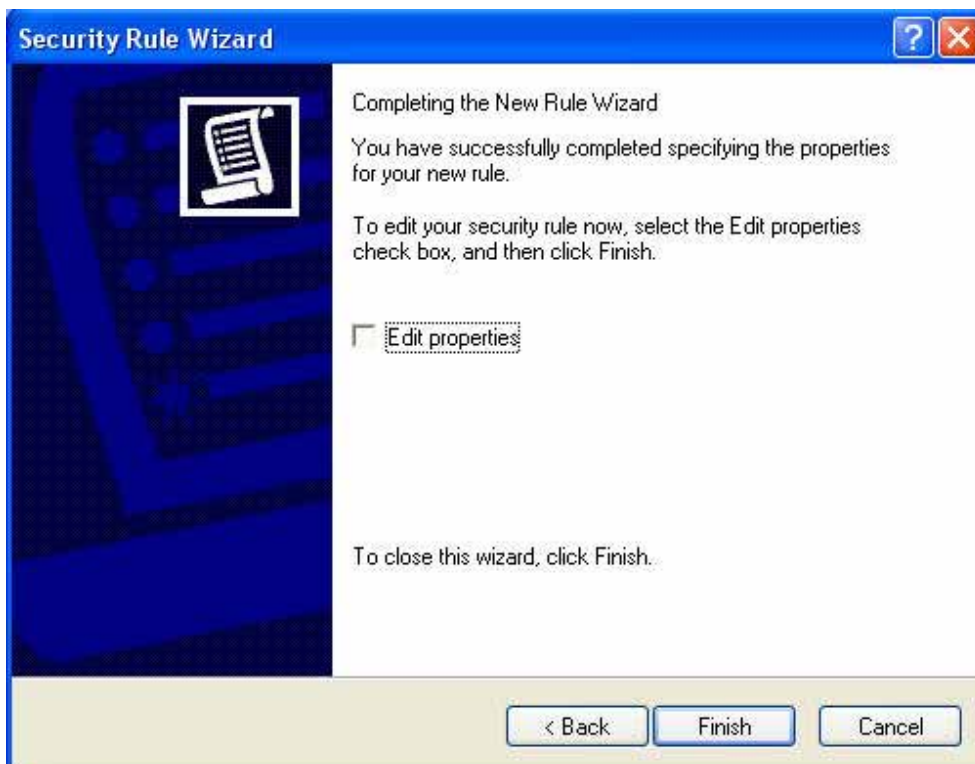 Security Rule Wizard
Completing the New Rule Wizard
You have successfully completed specifying the properties
for your new rule.
To edit your security rule now, select the Edit properties
check box, and then click Finish.
Edit properties
To close this wizard, click Finish.
< Back Finish Cancel